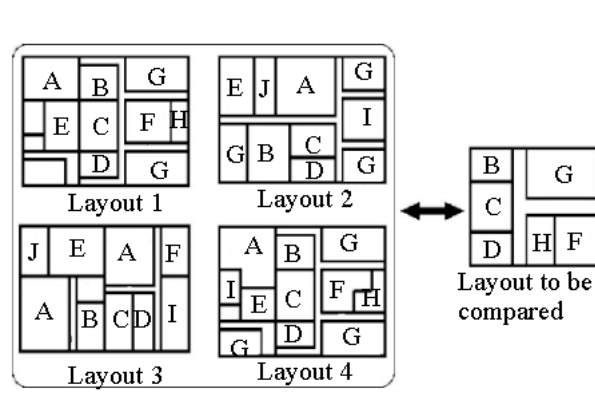 A B G
E C F H
D G
Layout 1
E J A G
I
G B C
D G
Layout 2
J E A F
A B C D I
Layout 3
A B G
I E C F H
G D G
Layout 4
B G
C
D H F
Layout to be
compared